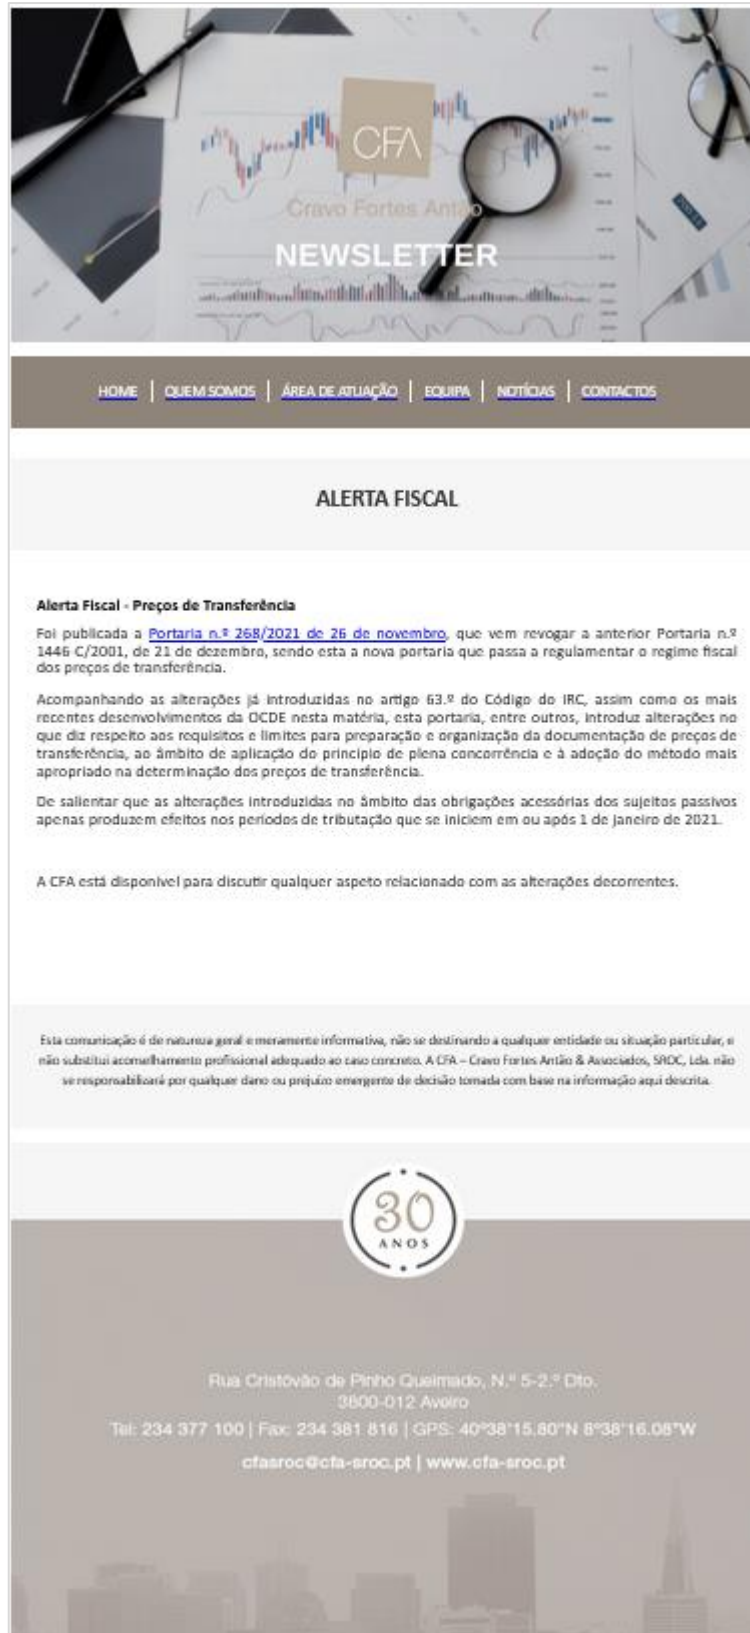 CFA
Cravo Fortes Antão
NEWSLETTER
HOME | QUEM SOMOS | ÁREA DE ATUAÇÃO | EQUIPA | NOTÍCIAS | CONTACTOS
ALERTA FISCAL
Alerta Fiscal - Preços de Transferência
Foi publicada a Portaria n.º 268/2021 de 26 de novembro, que vem revogar a anterior Portaria n.º
1446 C/2001, de 21 de dezembro, sendo esta a nova portaria que passa a regulamentar o regime fiscal
dos preços de transferência.
Acompanhando as alterações já introduzidas no artigo 63.º do Código do IRC, assim como os mais
recentes desenvolvimentos da OCDE nesta matéria, esta portaria, entre outros, introduz alterações no
que diz respeito aos requisitos e limites para preparação e organização da documentação de preços de
transferência, ao âmbito de aplicação do princípio de plena concorrência e à adoção do método mais
apropriado na determinação dos preços de transferência.
De salientar que as alterações introduzidas no âmbito das obrigações acessórias dos sujeitos passivos
apenas produzem efeitos nos períodos de tributação que se iniciem em ou após 1 de janeiro de 2021.
A CFA está disponível para discutir qualquer aspeto relacionado com as alterações decorrentes.
Esta comunicação é de natureza geral e meramente informativa, não se destinando a qualquer entidade ou situação particular, e
não substitui aconselhamento profissional adequado ao caso concreto. A CFA – Cravo Fortes Antão & Associados, SROC, Lda. não
se responsabilizará por qualquer dano ou prejuízo emergente de decisão tomada com base na informação aqui descrita.
30
ANOS
Rua Cristóvão de Pinho Queimado, N.º 5-2.º Dto.
3800-012 Aveiro
Tel: 234 377 100 | Fax: 234 381 816 | GPS: 40º38'15.80"N 8º38'16.08"W
cfasroc@cfa-sroc.pt | www.cfa-sroc.pt